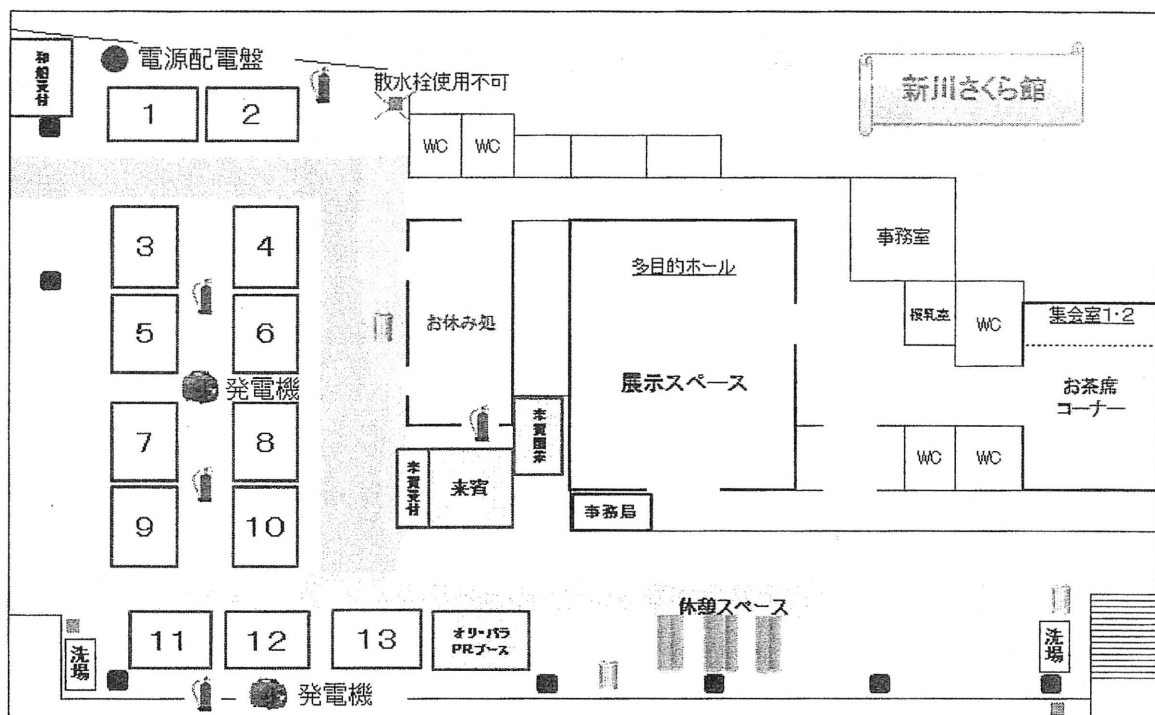 和船受付
電源配電盤
散水栓使用不可
新川さくら館
1
2
WC
WC
3
4
事務室
多目的ホール
5
6
お休み処
授乳室
WC
集会室1・2
発電機
展示スペース
お茶席
コーナー
7
8
WC
WC
来賓受付
来賓
9
10
事務局
休憩スペース
11
12
13
オリ・パラ
PRブース
洗場
洗場
発電機